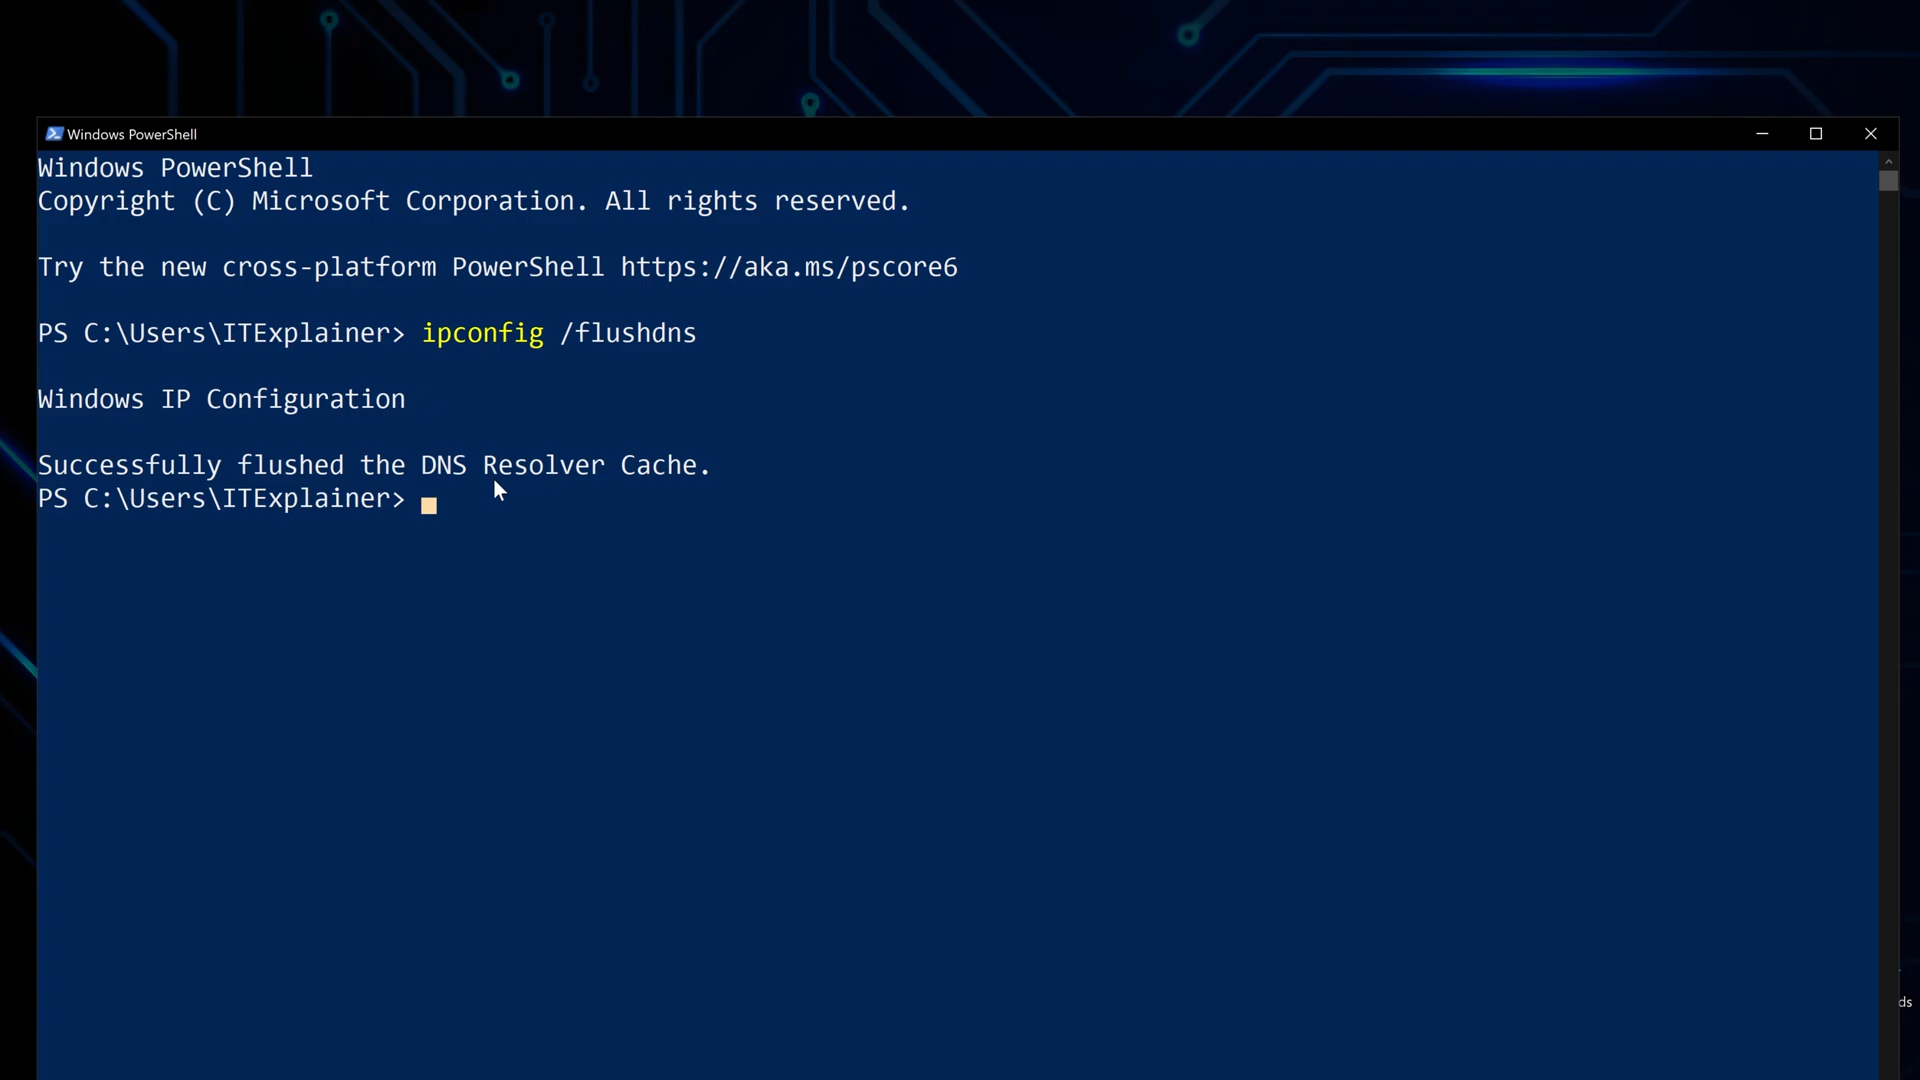 Windows PowerShell
Windows PowerShell
Copyright (C) Microsoft Corporation. All rights reserved.
Try the new cross-platform PowerShell https://aka.ms/pscore6
PS C:\Users\ITExplainer> ipconfig /flushdns
Windows IP Configuration
Successfully flushed the DNS Resolver Cache.
PS C:\Users\ITExplainer>
ds